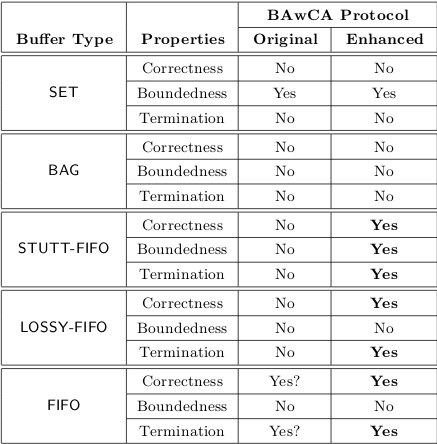 BAwCA Protocol
Buffer Type Properties Original Enhanced
Correctness No No
SET Boundedness Yes Yes
Termination No No
Correctness No No
BAG Boundedness No No
Termination No No
Correctness No Yes
STUTT-FIFO Boundedness No Yes
Termination No Yes
Correctness No Yes
LOSSY-FIFO Boundedness No No
Termination No Yes
Correctness Yes? Yes
FIFO Boundedness No No
Termination Yes? Yes